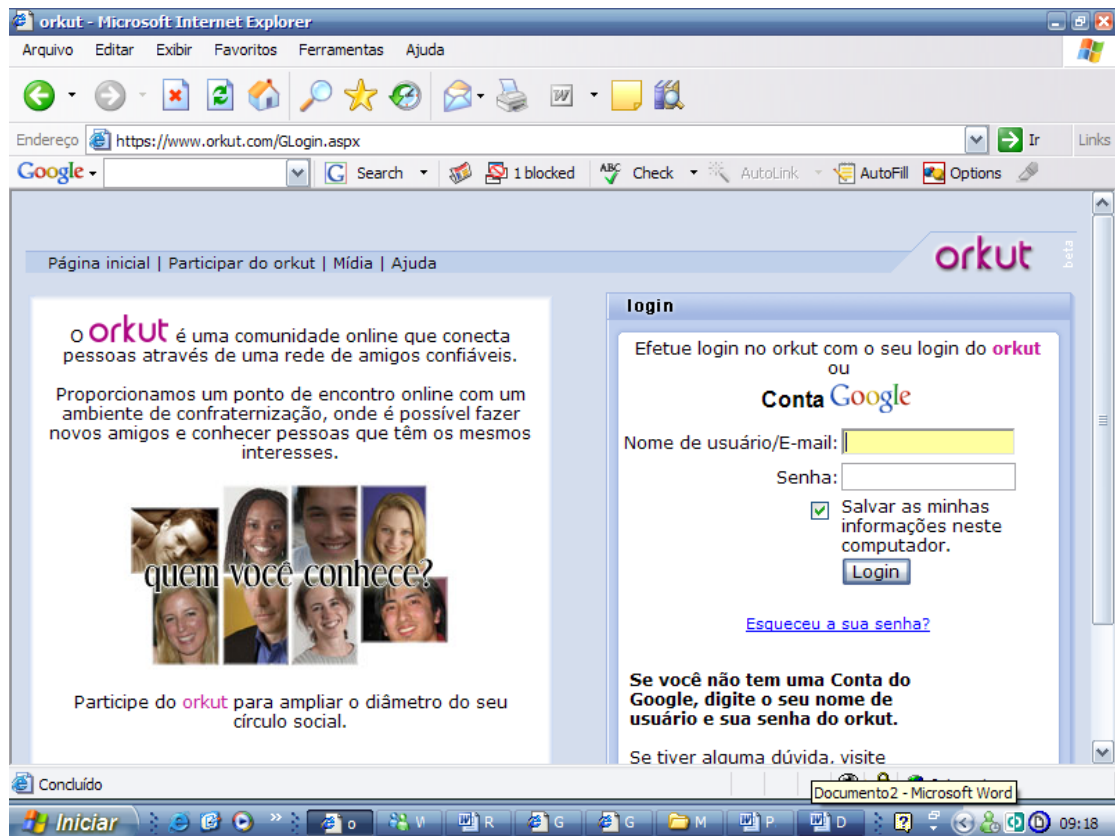 orkut - Microsoft Internet Explorer
Arquivo Editar Exibir Favoritos Ferramentas Ajuda
Endereço https://www.orkut.com/GLogin.aspx Ir Links
Google Search 1 blocked ABC Check AutoLink AutoFill Options
orkut beta
Página inicial | Participar do orkut | Mídia | Ajuda
O orkut é uma comunidade online que conecta
pessoas através de uma rede de amigos confiáveis.
Proporcionamos um ponto de encontro online com um
ambiente de confraternização, onde é possível fazer
novos amigos e conhecer pessoas que têm os mesmos
interesses.
quem você conhece?
Participe do orkut para ampliar o diâmetro do seu
círculo social.
login
Efetue login no orkut com o seu login do orkut
ou
Conta Google
Nome de usuário/E-mail:
Senha:
Salvar as minhas
informações neste
computador.
Login
Esqueceu a sua senha?
Se você não tem uma Conta do
Google, digite o seu nome de
usuário e sua senha do orkut.
Se tiver alguma dúvida, visite
Concluído
Documento2 - Microsoft Word
Iniciar o V R G G M P D 09:18